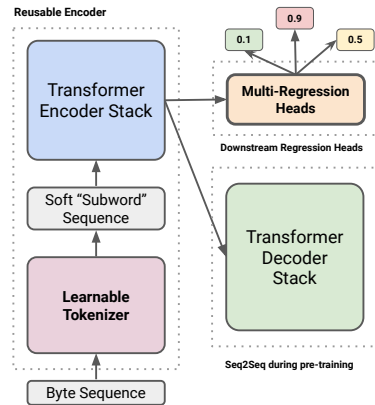 Reusable Encoder
Transformer
Encoder Stack
Soft “Subword”
Sequence
Learnable
Tokenizer
Byte Sequence
0.1
0.9
0.5
Multi-Regression
Heads
Downstream Regression Heads
Transformer
Decoder
Stack
Seq2Seq during pre-training